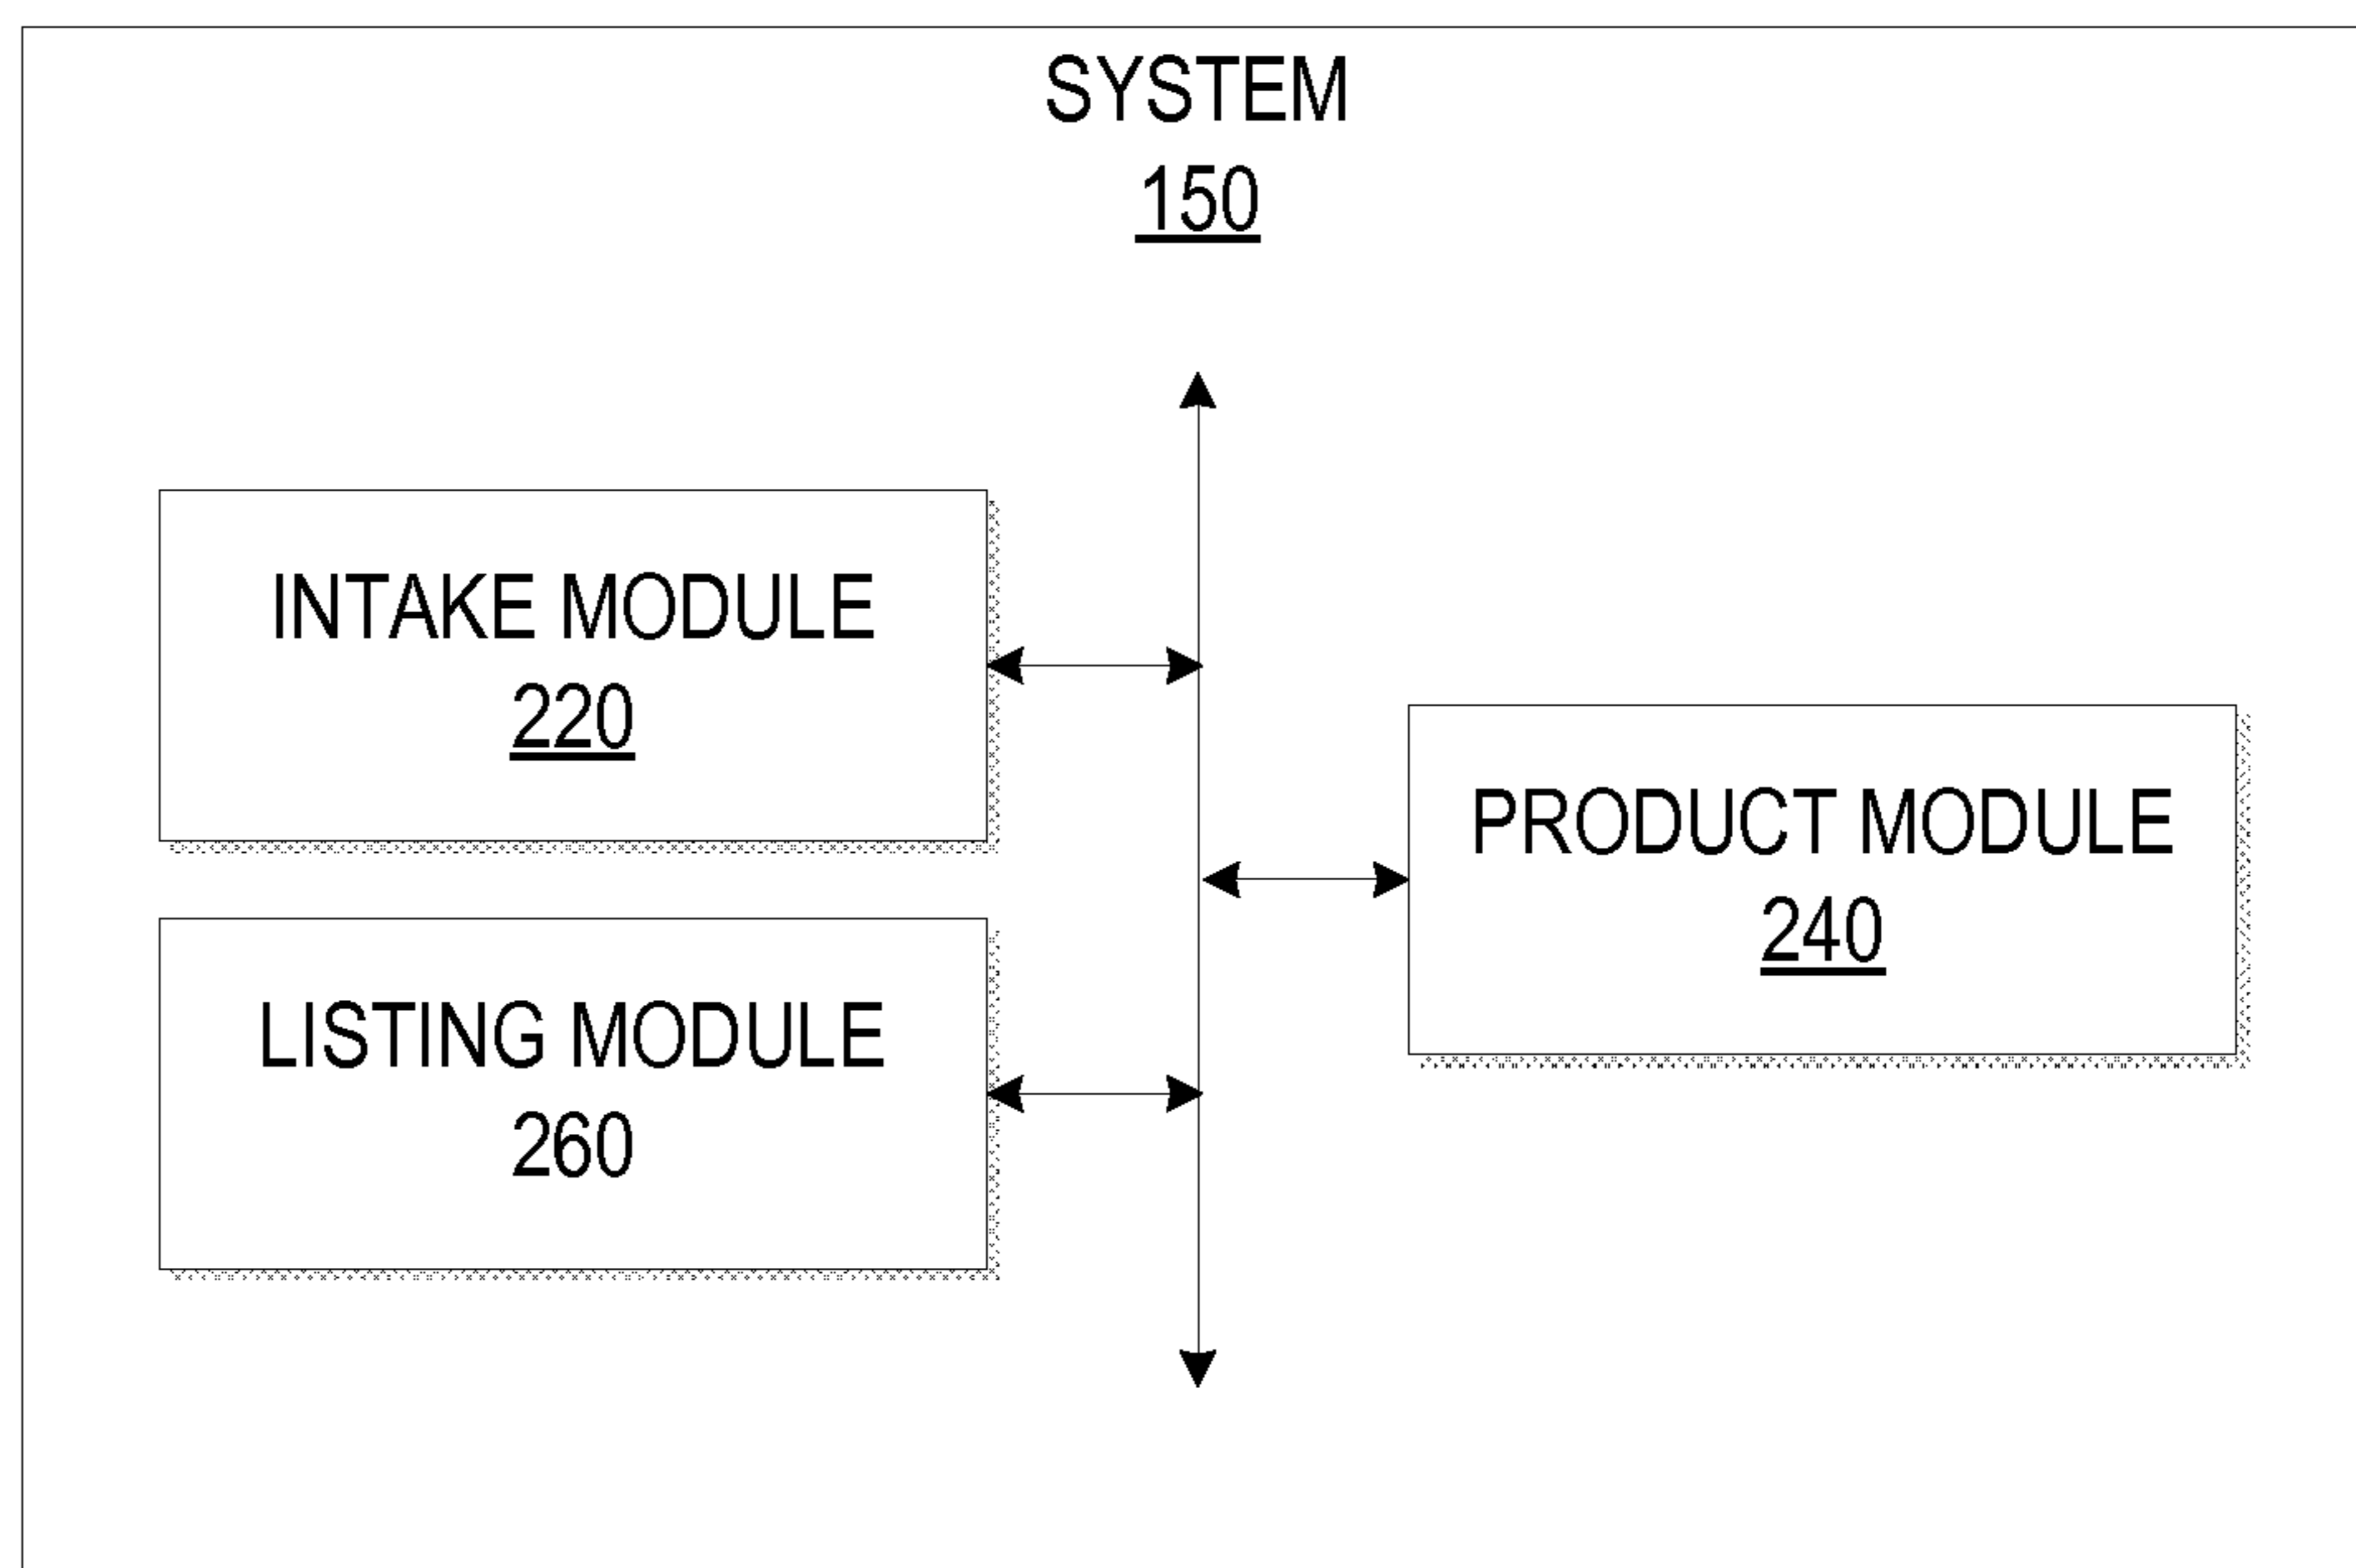 SYSTEM
150
INTAKE MODULE
220
PRODUCT MODULE
240
LISTING MODULE
260